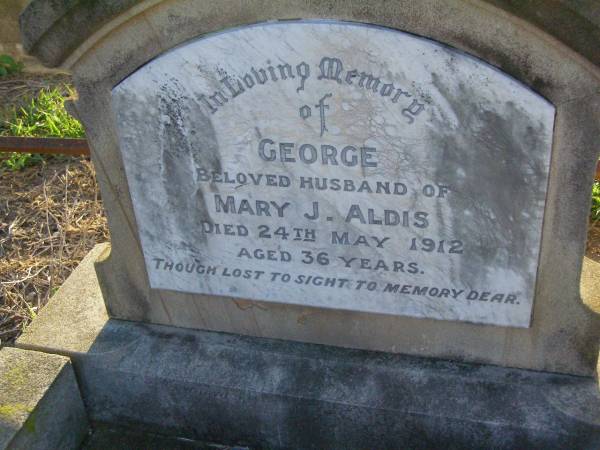 In Loving Memory
of
GEORGE
BELOVED HUSBAND OF
MARY J. ALDIS
DIED 24TH MAY 1912
AGED 36 YEARS.
THOUGH LOST TO SIGHT TO MEMORY DEAR.